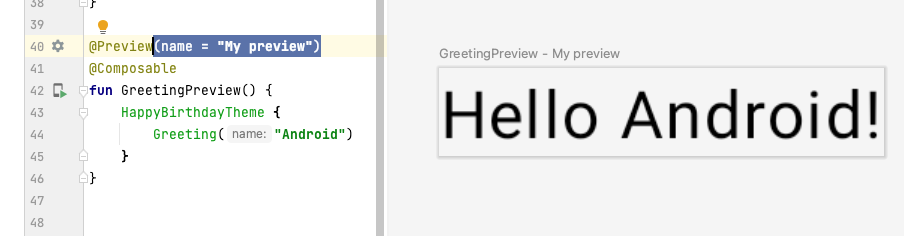 38 }
39
40 @Preview(name = "My preview")
41 @Composable
42 fun GreetingPreview() {
43 HappyBirthdayTheme {
44 Greeting( name: "Android")
45 }
46 }
47
48
GreetingPreview - My preview
Hello Android!